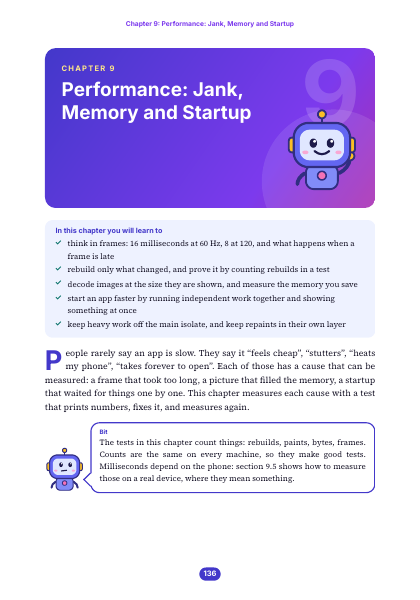 Chapter 9: Performance: Jank, Memory and Startup
9
CHAPTER 9
Performance: Jank,
Memory and Startup
In this chapter you will learn to
think in frames: 16 milliseconds at 60 Hz, 8 at 120, and what happens when a
frame is late
rebuild only what changed, and prove it by counting rebuilds in a test
decode images at the size they are shown, and measure the memory you save
start an app faster by running independent work together and showing
something at once
keep heavy work off the main isolate, and keep repaints in their own layer
People rarely say an app is slow. They say it “feels cheap”, “stutters”, “heats
my phone”, “takes forever to open”. Each of those has a cause that can be
measured: a frame that took too long, a picture that filled the memory, a startup
that waited for things one by one. This chapter measures each cause with a test
that prints numbers, fixes it, and measures again.
Bit
The tests in this chapter count things: rebuilds, paints, bytes, frames.
Counts are the same on every machine, so they make good tests.
Milliseconds depend on the phone: section 9.5 shows how to measure
those on a real device, where they mean something.
136